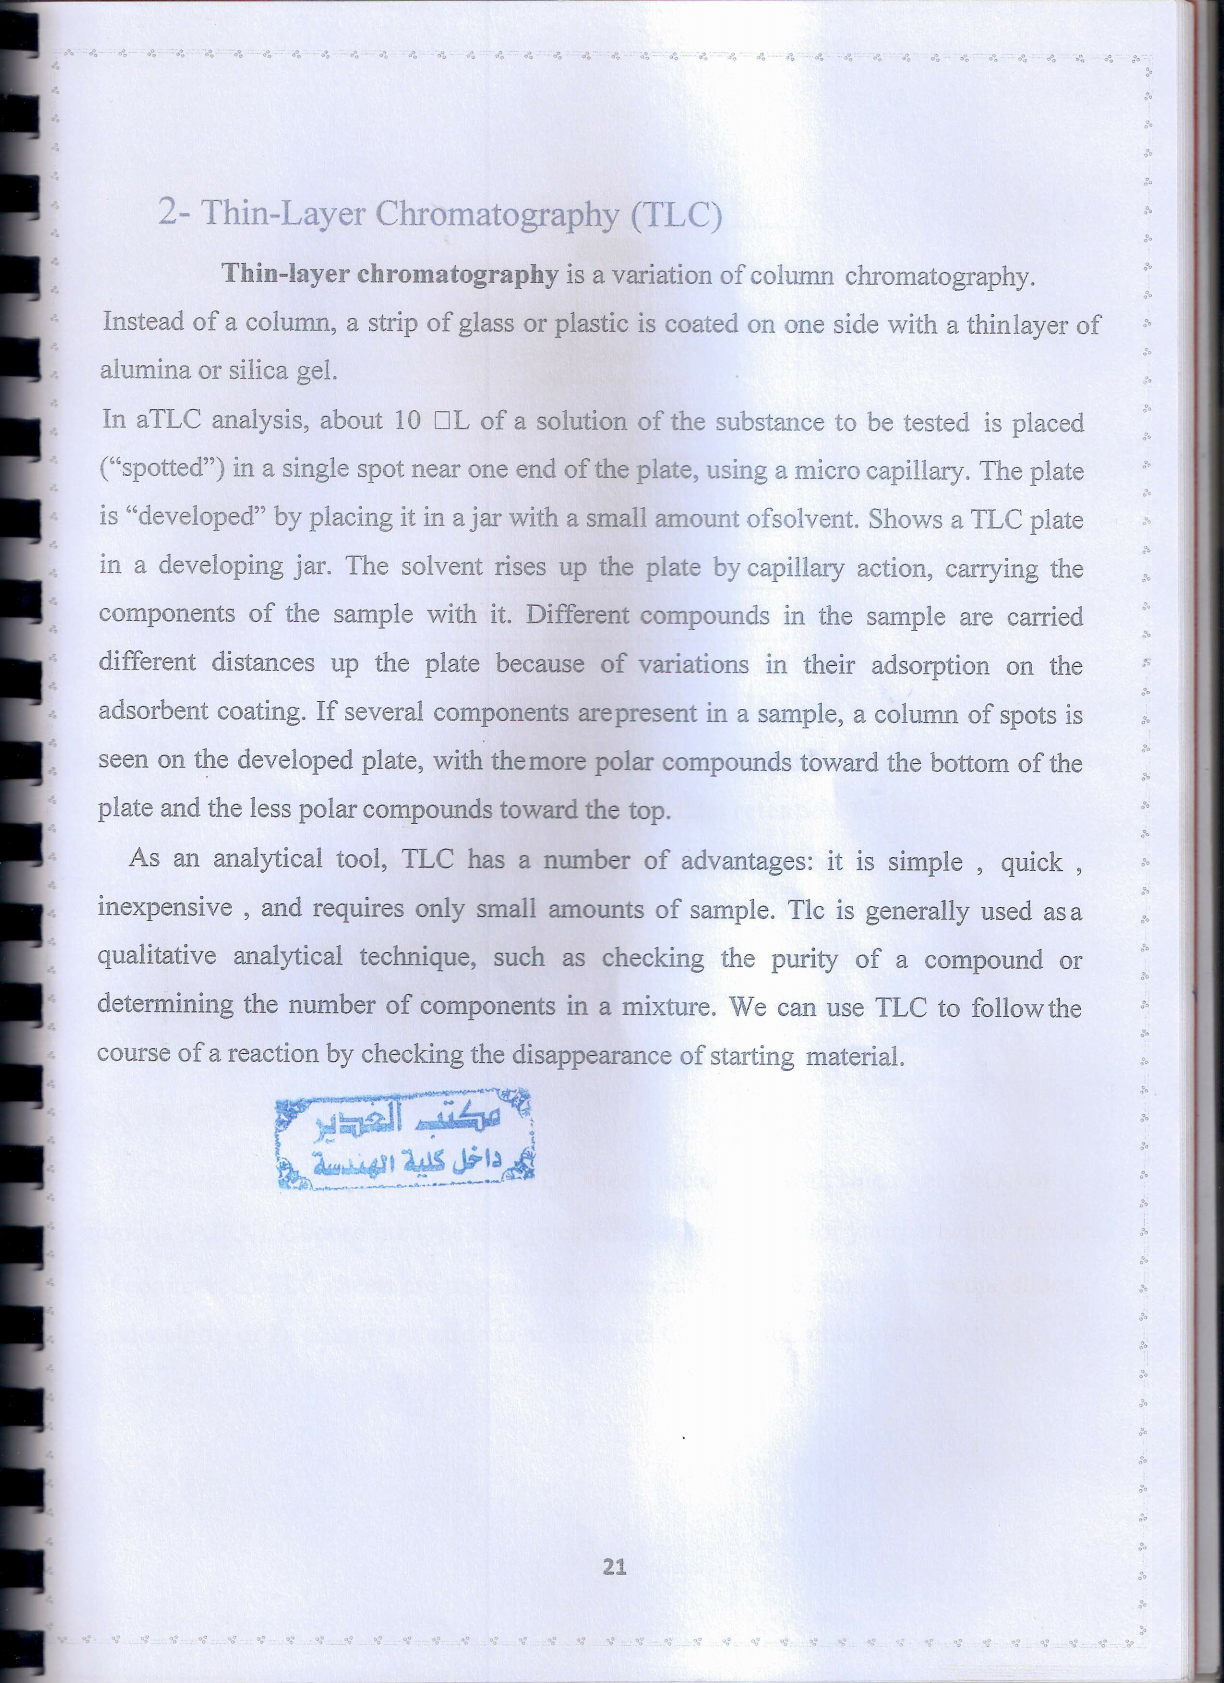 2- Thin-Layer Chromatography (TLC)
Thin-layer chromatography is a variation of column chromatography.
Instead of a column, a strip of glass or plastic is coated on one side with a thinlayer of
alumina or silica gel.
In aTLC analysis, about 10 □L of a solution of the substance to be tested is placed
(“spotted”) in a single spot near one end of the plate, using a micro capillary. The plate
is “developed” by placing it in a jar with a small amount ofsolvent. Shows a TLC plate
in a developing jar. The solvent rises up the plate by capillary action, carrying the
components of the sample with it. Different compounds in the sample are carried
different distances up the plate because of variations in their adsorption on the
adsorbent coating. If several components arepresent in a sample, a column of spots is
seen on the developed plate, with themore polar compounds toward the bottom of the
plate and the less polar compounds toward the top.
As an analytical tool, TLC has a number of advantages: it is simple , quick ,
inexpensive , and requires only small amounts of sample. Tlc is generally used as a
qualitative analytical technique, such as checking the purity of a compound or
determining the number of components in a mixture. We can use TLC to follow the
course of a reaction by checking the disappearance of starting material.
مكتب الغدير
داخل كلية الهندسة
21